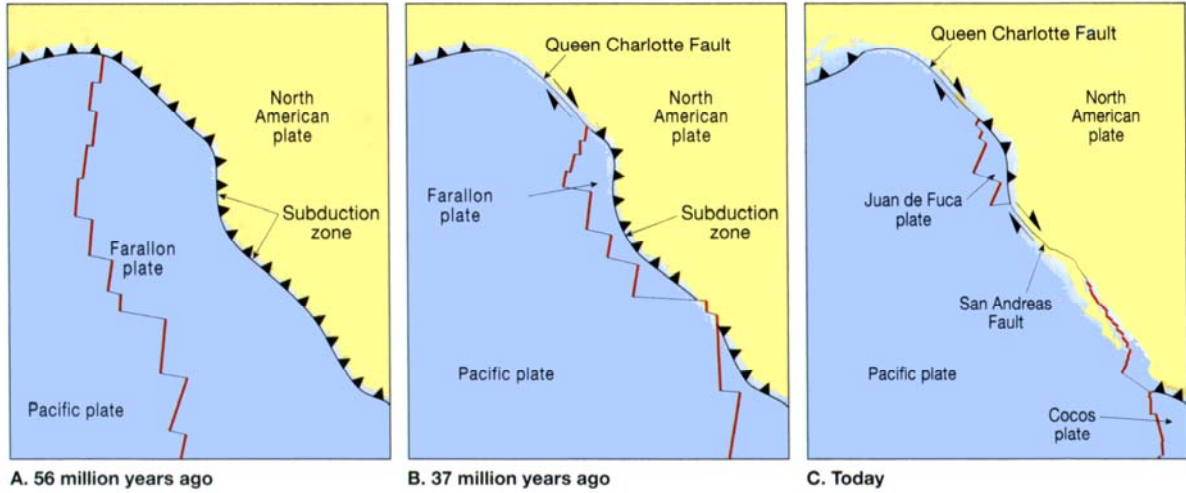 North
American
plate
Subduction
zone
Farallon
plate
Pacific plate
A. 56 million years ago
Queen Charlotte Fault
North
American
plate
Farallon
plate
Subduction
zone
Pacific plate
B. 37 million years ago
Queen Charlotte Fault
North
American
plate
Juan de Fuca
plate
San Andreas
Fault
Pacific plate
Cocos
plate
C. Today